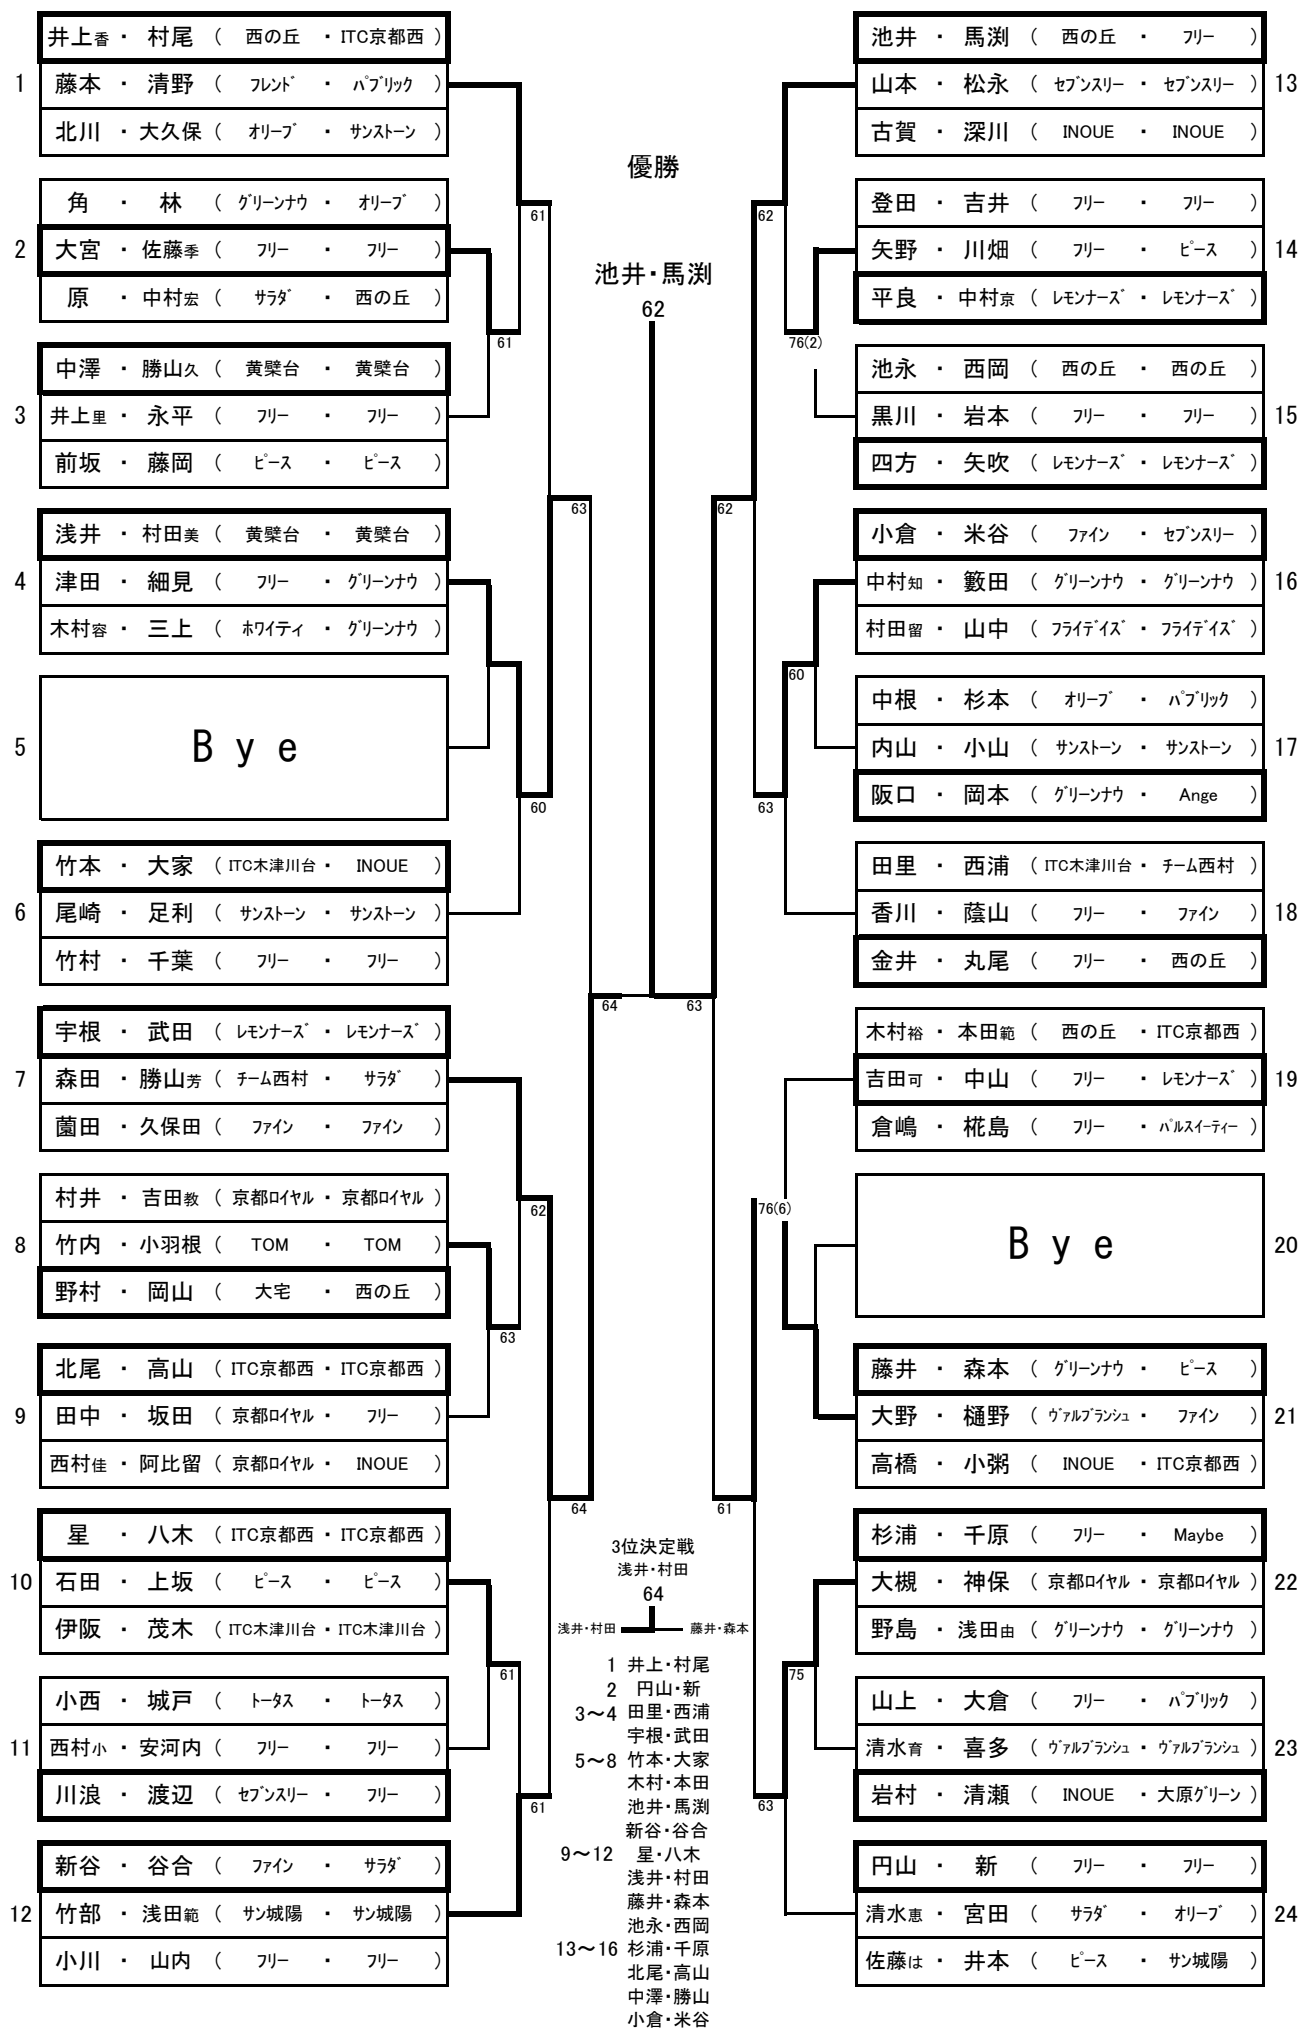 1
井上香 ・ 村尾 ( 西の丘 ・ ITC京都西 )
藤本 ・ 清野 ( フレンド ・ パブリック )
北川 ・ 大久保 ( オリーブ ・ サンストーン )
2
角 ・ 林 ( グリーンナウ ・ オリーブ )
大宮 ・ 佐藤季 ( フリー ・ フリー )
原 ・ 中村宏 ( サラダ ・ 西の丘 )
3
中澤 ・ 勝山久 ( 黄檗台 ・ 黄檗台 )
井上里 ・ 永平 ( フリー ・ フリー )
前坂 ・ 藤岡 ( ピース ・ ピース )
4
浅井 ・ 村田美 ( 黄檗台 ・ 黄檗台 )
津田 ・ 細見 ( フリー ・ グリーンナウ )
木村容 ・ 三上 ( ホワイティ ・ グリーンナウ )
5
Bye
6
竹本 ・ 大家 ( ITC木津川台 ・ INOUE )
尾崎 ・ 足利 ( サンストーン ・ サンストーン )
竹村 ・ 千葉 ( フリー ・ フリー )
7
宇根 ・ 武田 ( レモンナーズ ・ レモンナーズ )
森田 ・ 勝山芳 ( チーム西村 ・ サラダ )
薗田 ・ 久保田 ( ファイン ・ ファイン )
8
村井 ・ 吉田教 ( 京都ロイヤル ・ 京都ロイヤル )
竹内 ・ 小羽根 ( TOM ・ TOM )
野村 ・ 岡山 ( 大宅 ・ 西の丘 )
9
北尾 ・ 高山 ( ITC京都西 ・ ITC京都西 )
田中 ・ 坂田 ( 京都ロイヤル ・ フリー )
西村佳 ・ 阿比留 ( 京都ロイヤル ・ INOUE )
10
星 ・ 八木 ( ITC京都西 ・ ITC京都西 )
石田 ・ 上坂 ( ピース ・ ピース )
伊阪 ・ 茂木 ( ITC木津川台 ・ ITC木津川台 )
11
小西 ・ 城戸 ( トータス ・ トータス )
西村小 ・ 安河内 ( フリー ・ フリー )
川浪 ・ 渡辺 ( セブンスリー ・ フリー )
12
新谷 ・ 谷合 ( ファイン ・ サラダ )
竹部 ・ 浅田範 ( サン城陽 ・ サン城陽 )
小川 ・ 山内 ( フリー ・ フリー )
61
61
63
60
64
62
63
64
61
61
優勝
池井・馬渕
62
62
76(2)
62
60
63
63
76(6)
61
75
63
3位決定戦
浅井・村田
64
浅井・村田 藤井・森本
1 井上・村尾
2 円山・新
3～4 田里・西浦
宇根・武田
5～8 竹本・大家
木村・本田
池井・馬渕
新谷・谷合
9～12 星・八木
浅井・村田
藤井・森本
池永・西岡
13～16 杉浦・千原
北尾・高山
中澤・勝山
小倉・米谷
池井 ・ 馬渕 ( 西の丘 ・ フリー )
山本 ・ 松永 ( セブンスリー ・ セブンスリー )
古賀 ・ 深川 ( INOUE ・ INOUE )
13
登田 ・ 吉井 ( フリー ・ フリー )
矢野 ・ 川畑 ( フリー ・ ピース )
平良 ・ 中村京 ( レモンナーズ ・ レモンナーズ )
14
池永 ・ 西岡 ( 西の丘 ・ 西の丘 )
黒川 ・ 岩本 ( フリー ・ フリー )
四方 ・ 矢吹 ( レモンナーズ ・ レモンナーズ )
15
小倉 ・ 米谷 ( ファイン ・ セブンスリー )
中村知 ・ 籔田 ( グリーンナウ ・ グリーンナウ )
村田留 ・ 山中 ( フライデイズ ・ フライデイズ )
16
中根 ・ 杉本 ( オリーブ ・ パブリック )
内山 ・ 小山 ( サンストーン ・ サンストーン )
阪口 ・ 岡本 ( グリーンナウ ・ Ange )
17
田里 ・ 西浦 ( ITC木津川台 ・ チーム西村 )
香川 ・ 蔭山 ( フリー ・ ファイン )
金井 ・ 丸尾 ( フリー ・ 西の丘 )
18
木村裕 ・ 本田範 ( 西の丘 ・ ITC京都西 )
吉田可 ・ 中山 ( フリー ・ レモンナーズ )
倉嶋 ・ 椛島 ( フリー ・ パルスイーティー )
19
Bye
20
藤井 ・ 森本 ( グリーンナウ ・ ピース )
大野 ・ 樋野 ( ヴァルブランシュ ・ ファイン )
高橋 ・ 小粥 ( INOUE ・ ITC京都西 )
21
杉浦 ・ 千原 ( フリー ・ Maybe )
大槻 ・ 神保 ( 京都ロイヤル ・ 京都ロイヤル )
野島 ・ 浅田由 ( グリーンナウ ・ グリーンナウ )
22
山上 ・ 大倉 ( フリー ・ パブリック )
清水育 ・ 喜多 ( ヴァルブランシュ ・ ヴァルブランシュ )
岩村 ・ 清瀬 ( INOUE ・ 大原グリーン )
23
円山 ・ 新 ( フリー ・ フリー )
清水恵 ・ 宮田 ( サラダ ・ オリーブ )
佐藤は ・ 井本 ( ピース ・ サン城陽 )
24